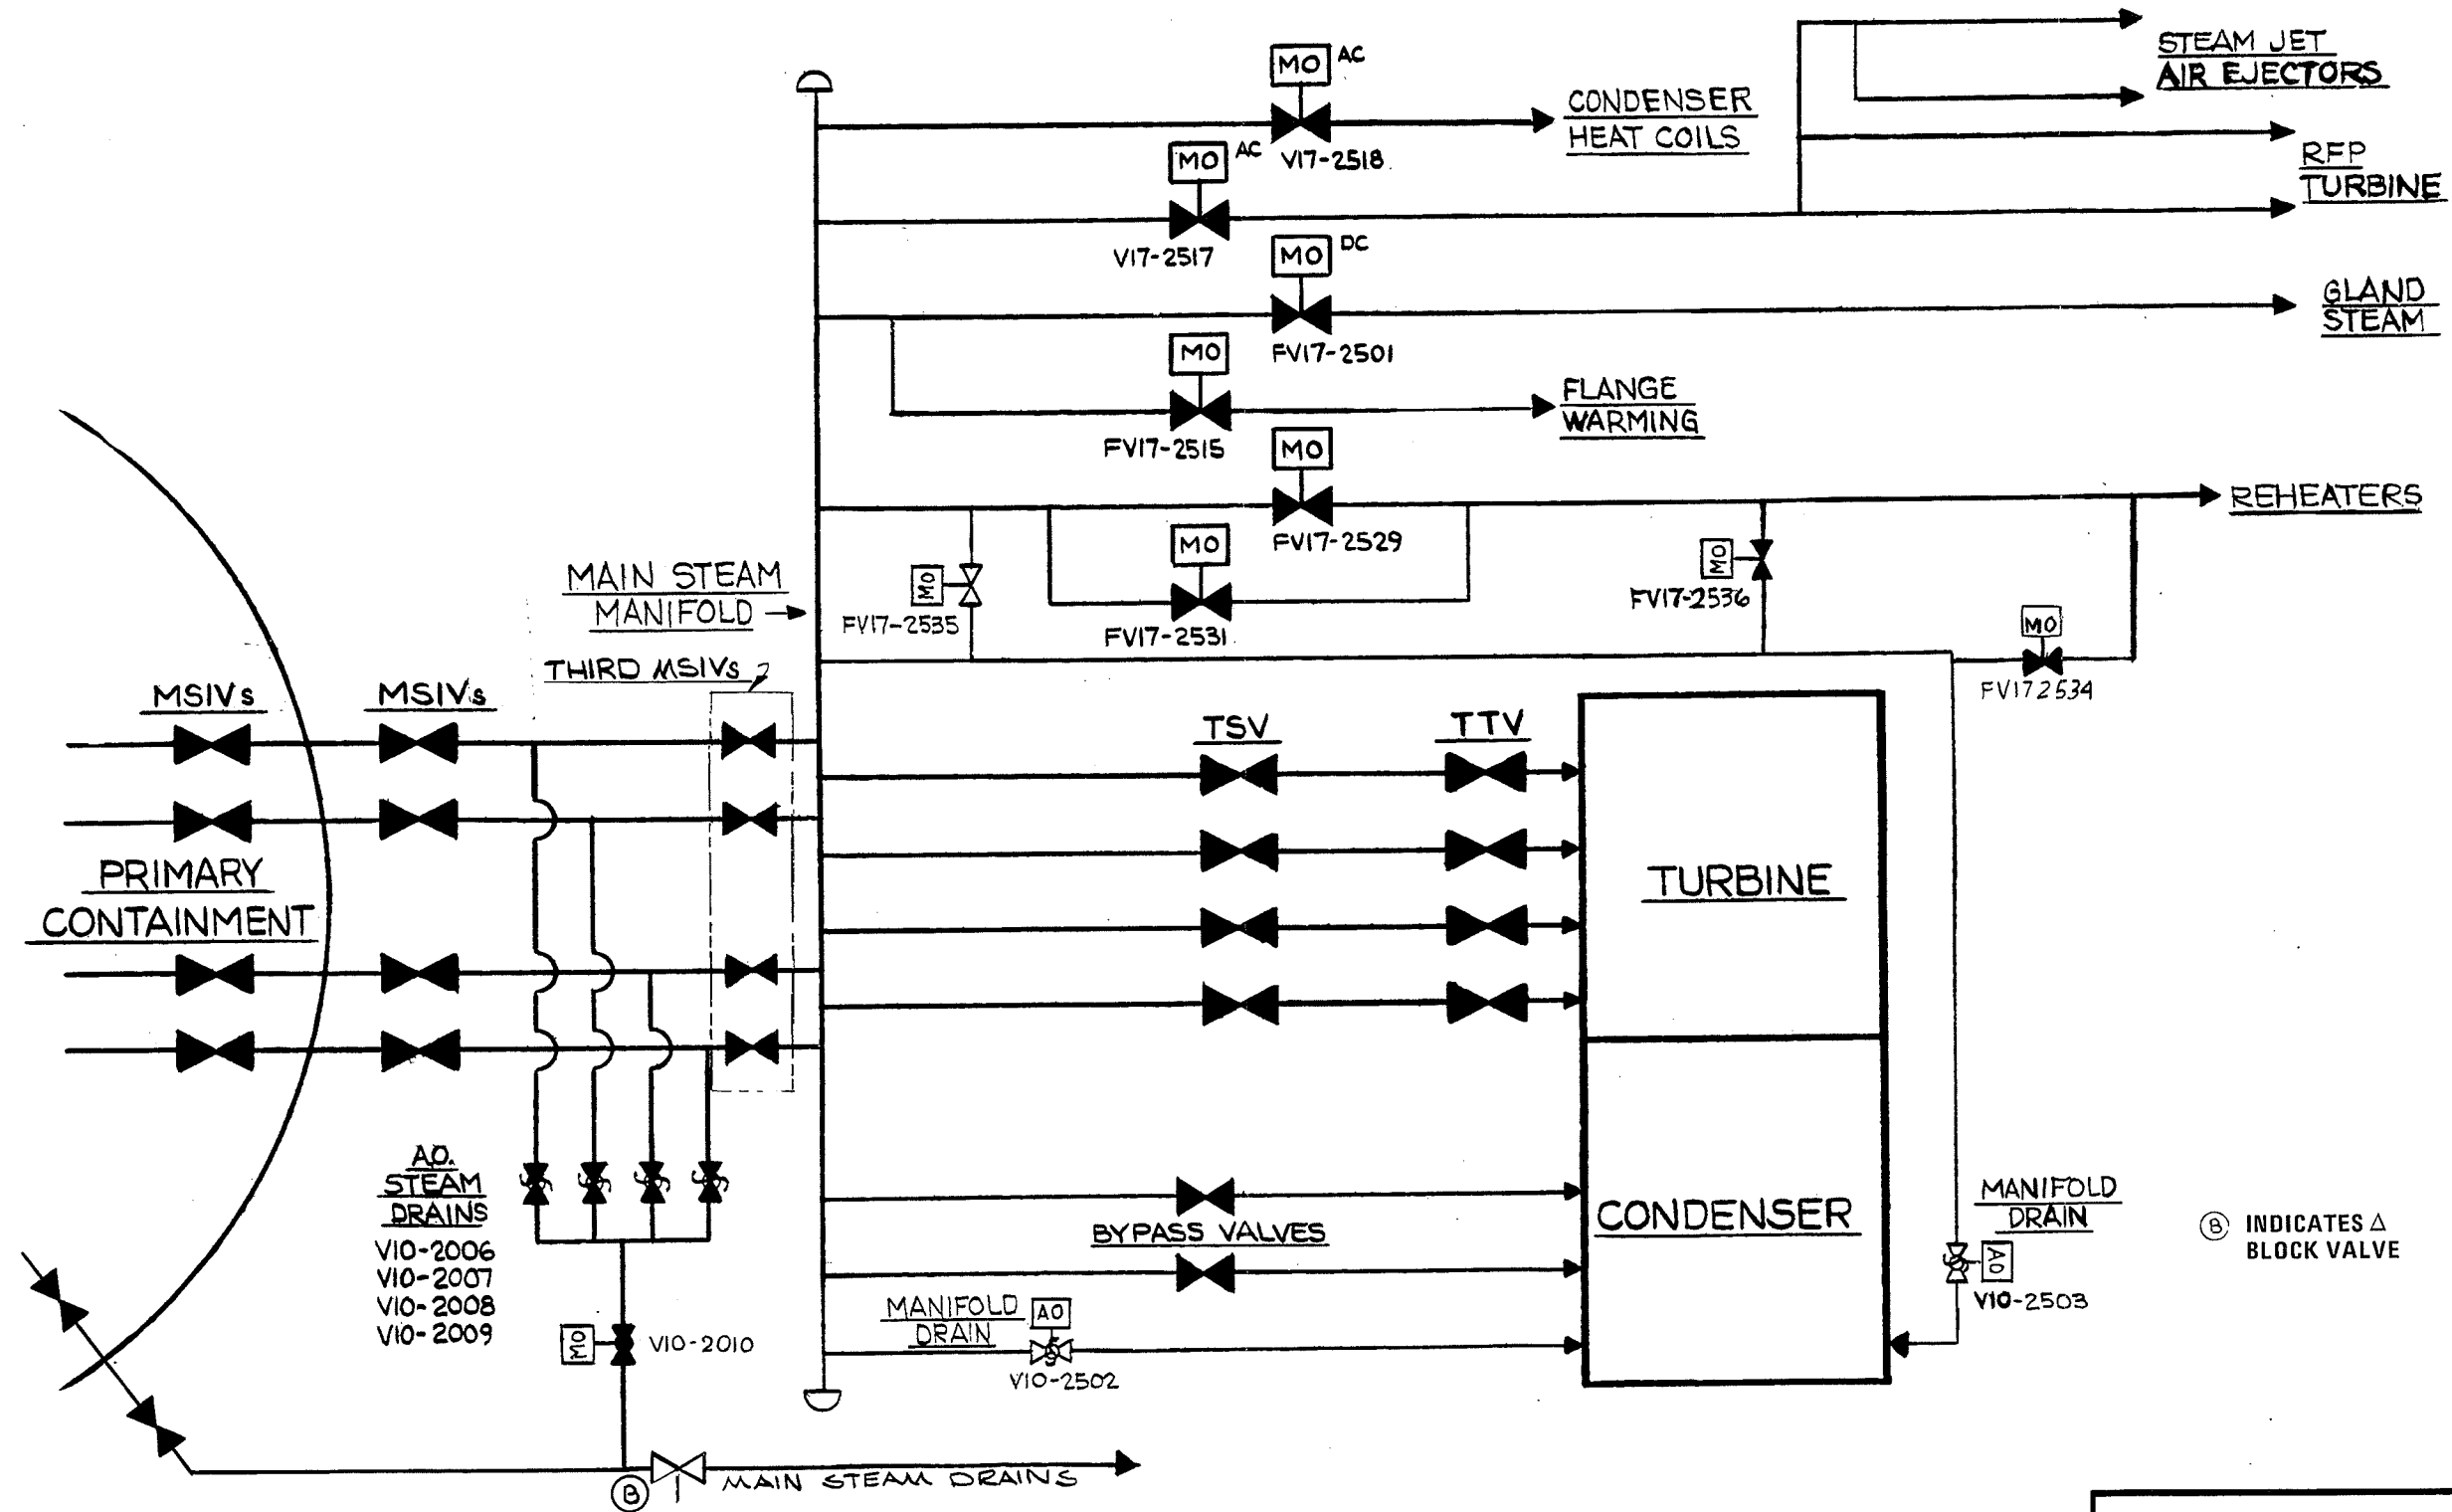 MO AC
V17-2518
CONDENSER
HEAT COILS
STEAM JET
AIR EJECTORS
MO AC
V17-2517
RFP
TURBINE
MO DC
FV17-2501
GLAND
STEAM
MO
FV17-2515
FLANGE
WARMING
MO
FV17-2529
REHEATERS
MO
FV17-2535
MO
FV17-2531
MO
FV17-2536
MO
FV172534
MAIN STEAM
MANIFOLD
THIRD MSIVs
MSIVs
MSIVs
TSV
TTV
PRIMARY
CONTAINMENT
TURBINE
CONDENSER
A.O.
STEAM
DRAINS
V10-2006
V10-2007
V10-2008
V10-2009
MO
V10-2010
BYPASS VALVES
MANIFOLD
DRAIN
AO
V10-2502
MANIFOLD
DRAIN
AO
V10-2503
B INDICATES Δ
BLOCK VALVE
B
MAIN STEAM DRAINS